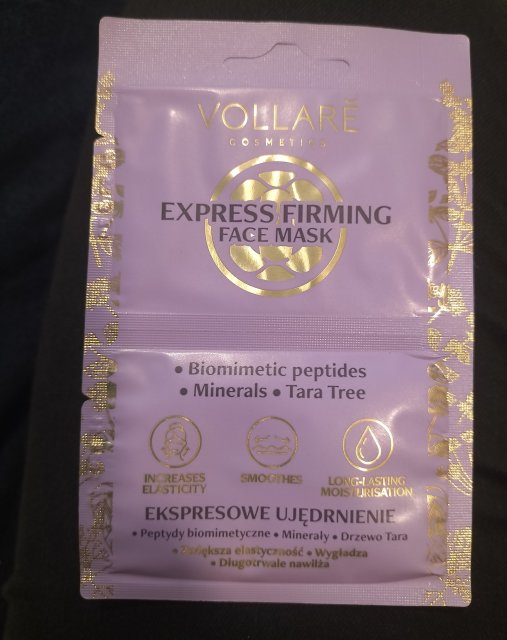 VOLLARĒ
COSMETICS
EXPRESS FIRMING
FACE MASK
• Biomimetic peptides
• Minerals • Tara Tree
INCREASES
ELASTICITY
SMOOTHES
LONG-LASTING
MOISTURISATION
EKSPRESOWE UJĘDRNIENIE
• Peptydy biomimetyczne • Minerały • Drzewo Tara
• Zwiększa elastyczność • Wygładza
• Długotrwale nawilża